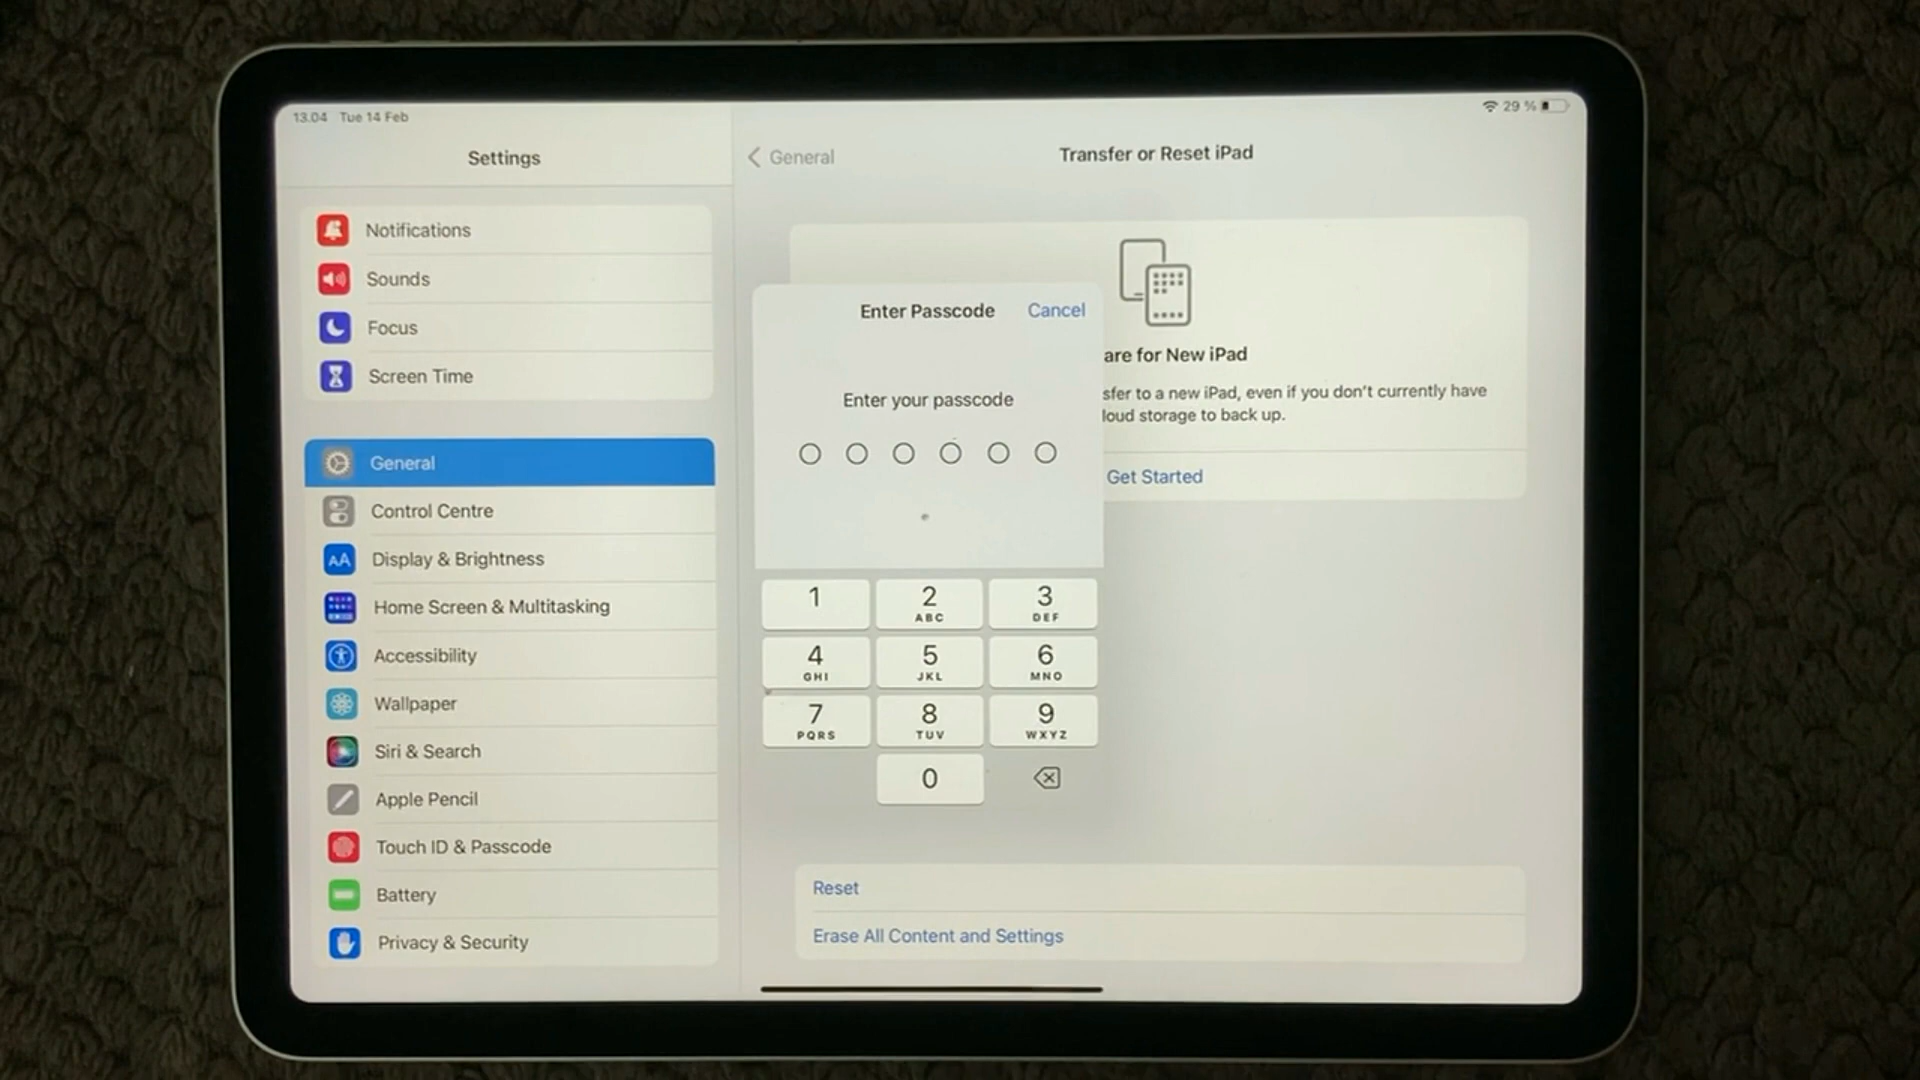 13.04 Tue 14 Feb
29 %
Settings
Notifications
Sounds
Focus
Screen Time
General
Control Centre
AA Display & Brightness
Home Screen & Multitasking
Accessibility
Wallpaper
Siri & Search
Apple Pencil
Touch ID & Passcode
Battery
Privacy & Security
General
Transfer or Reset iPad
are for New iPad
sfer to a new iPad, even if you don't currently have
loud storage to back up.
Get Started
Enter Passcode Cancel
Enter your passcode
1 2 3
ABC DEF
4 5 6
GHI JKL MNO
7 8 9
PQRS TUV WXYZ
0
Reset
Erase All Content and Settings